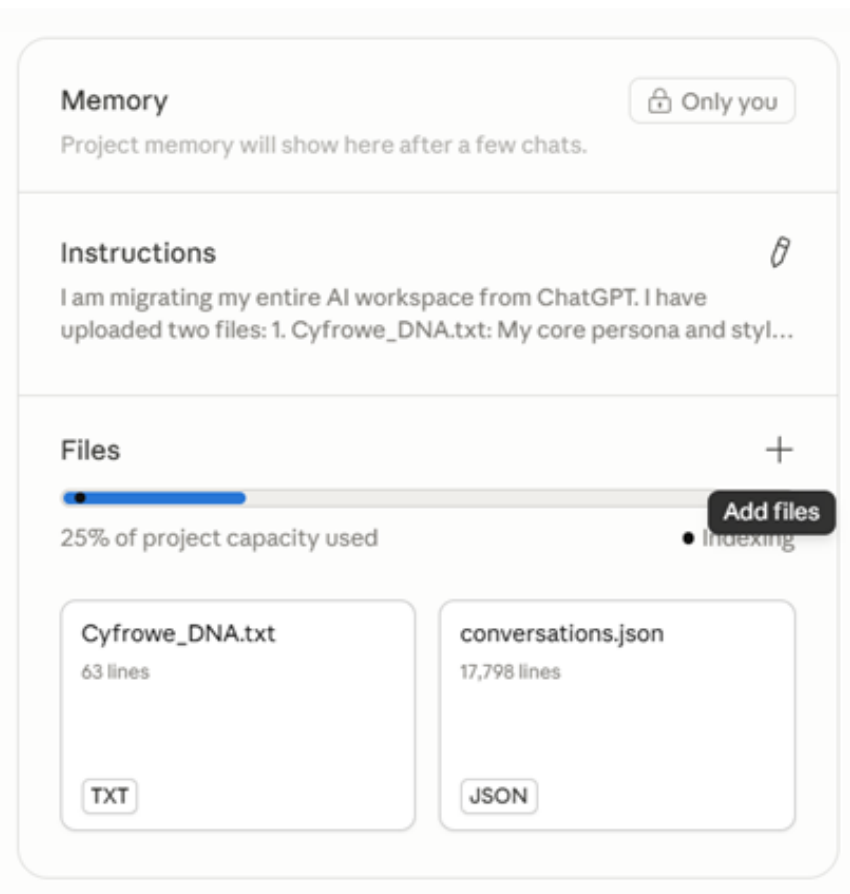 Memory
Only you
Project memory will show here after a few chats.
Instructions
I am migrating my entire AI workspace from ChatGPT. I have
uploaded two files: 1. Cyfrowe_DNA.txt: My core persona and styl...
Files
Add files
25% of project capacity used
Indexing
Cyfrowe_DNA.txt
63 lines
TXT
conversations.json
17,798 lines
JSON